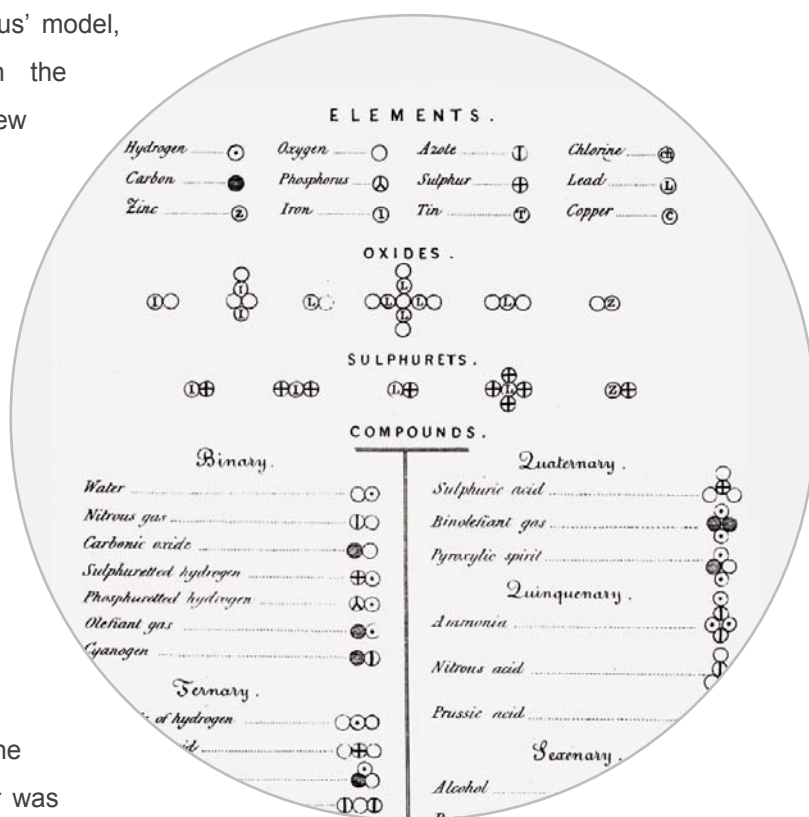 us’ model,
the
ew
ELEMENTS.
Hydrogen Oxygen Azote Chlorine
Carbon Phosphorus Sulphur Lead
Zinc Iron Tin Copper
OXIDES.
SULPHURETS.
COMPOUNDS.
Binary.
Water
Nitrous gas
Carbonic oxide
Sulphuretted hydrogen
Phosphuretted hydrogen
Olefiant gas
Cyanogen
Ternary.
of hydrogen
Quaternary.
Sulphuric acid
Binolefiant gas
Pyroxylic spirit
Quinquenary.
Ammonia
Nitrous acid
Prussic acid
Sexenary.
Alcohol
ne
was